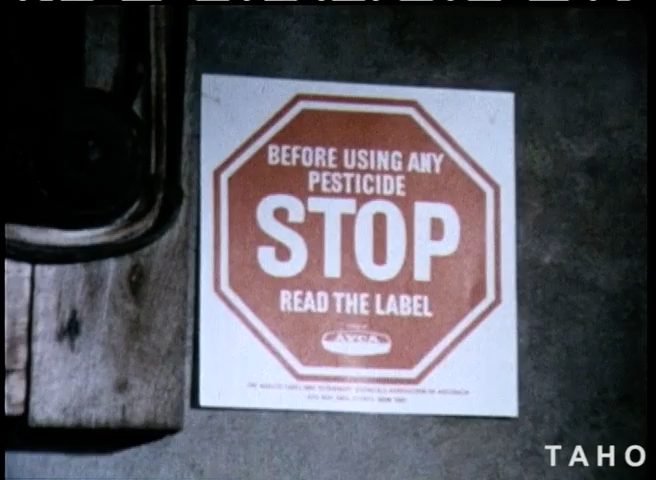 BEFORE USING ANY
PESTICIDE
STOP
READ THE LABEL
AVCA
TAHO